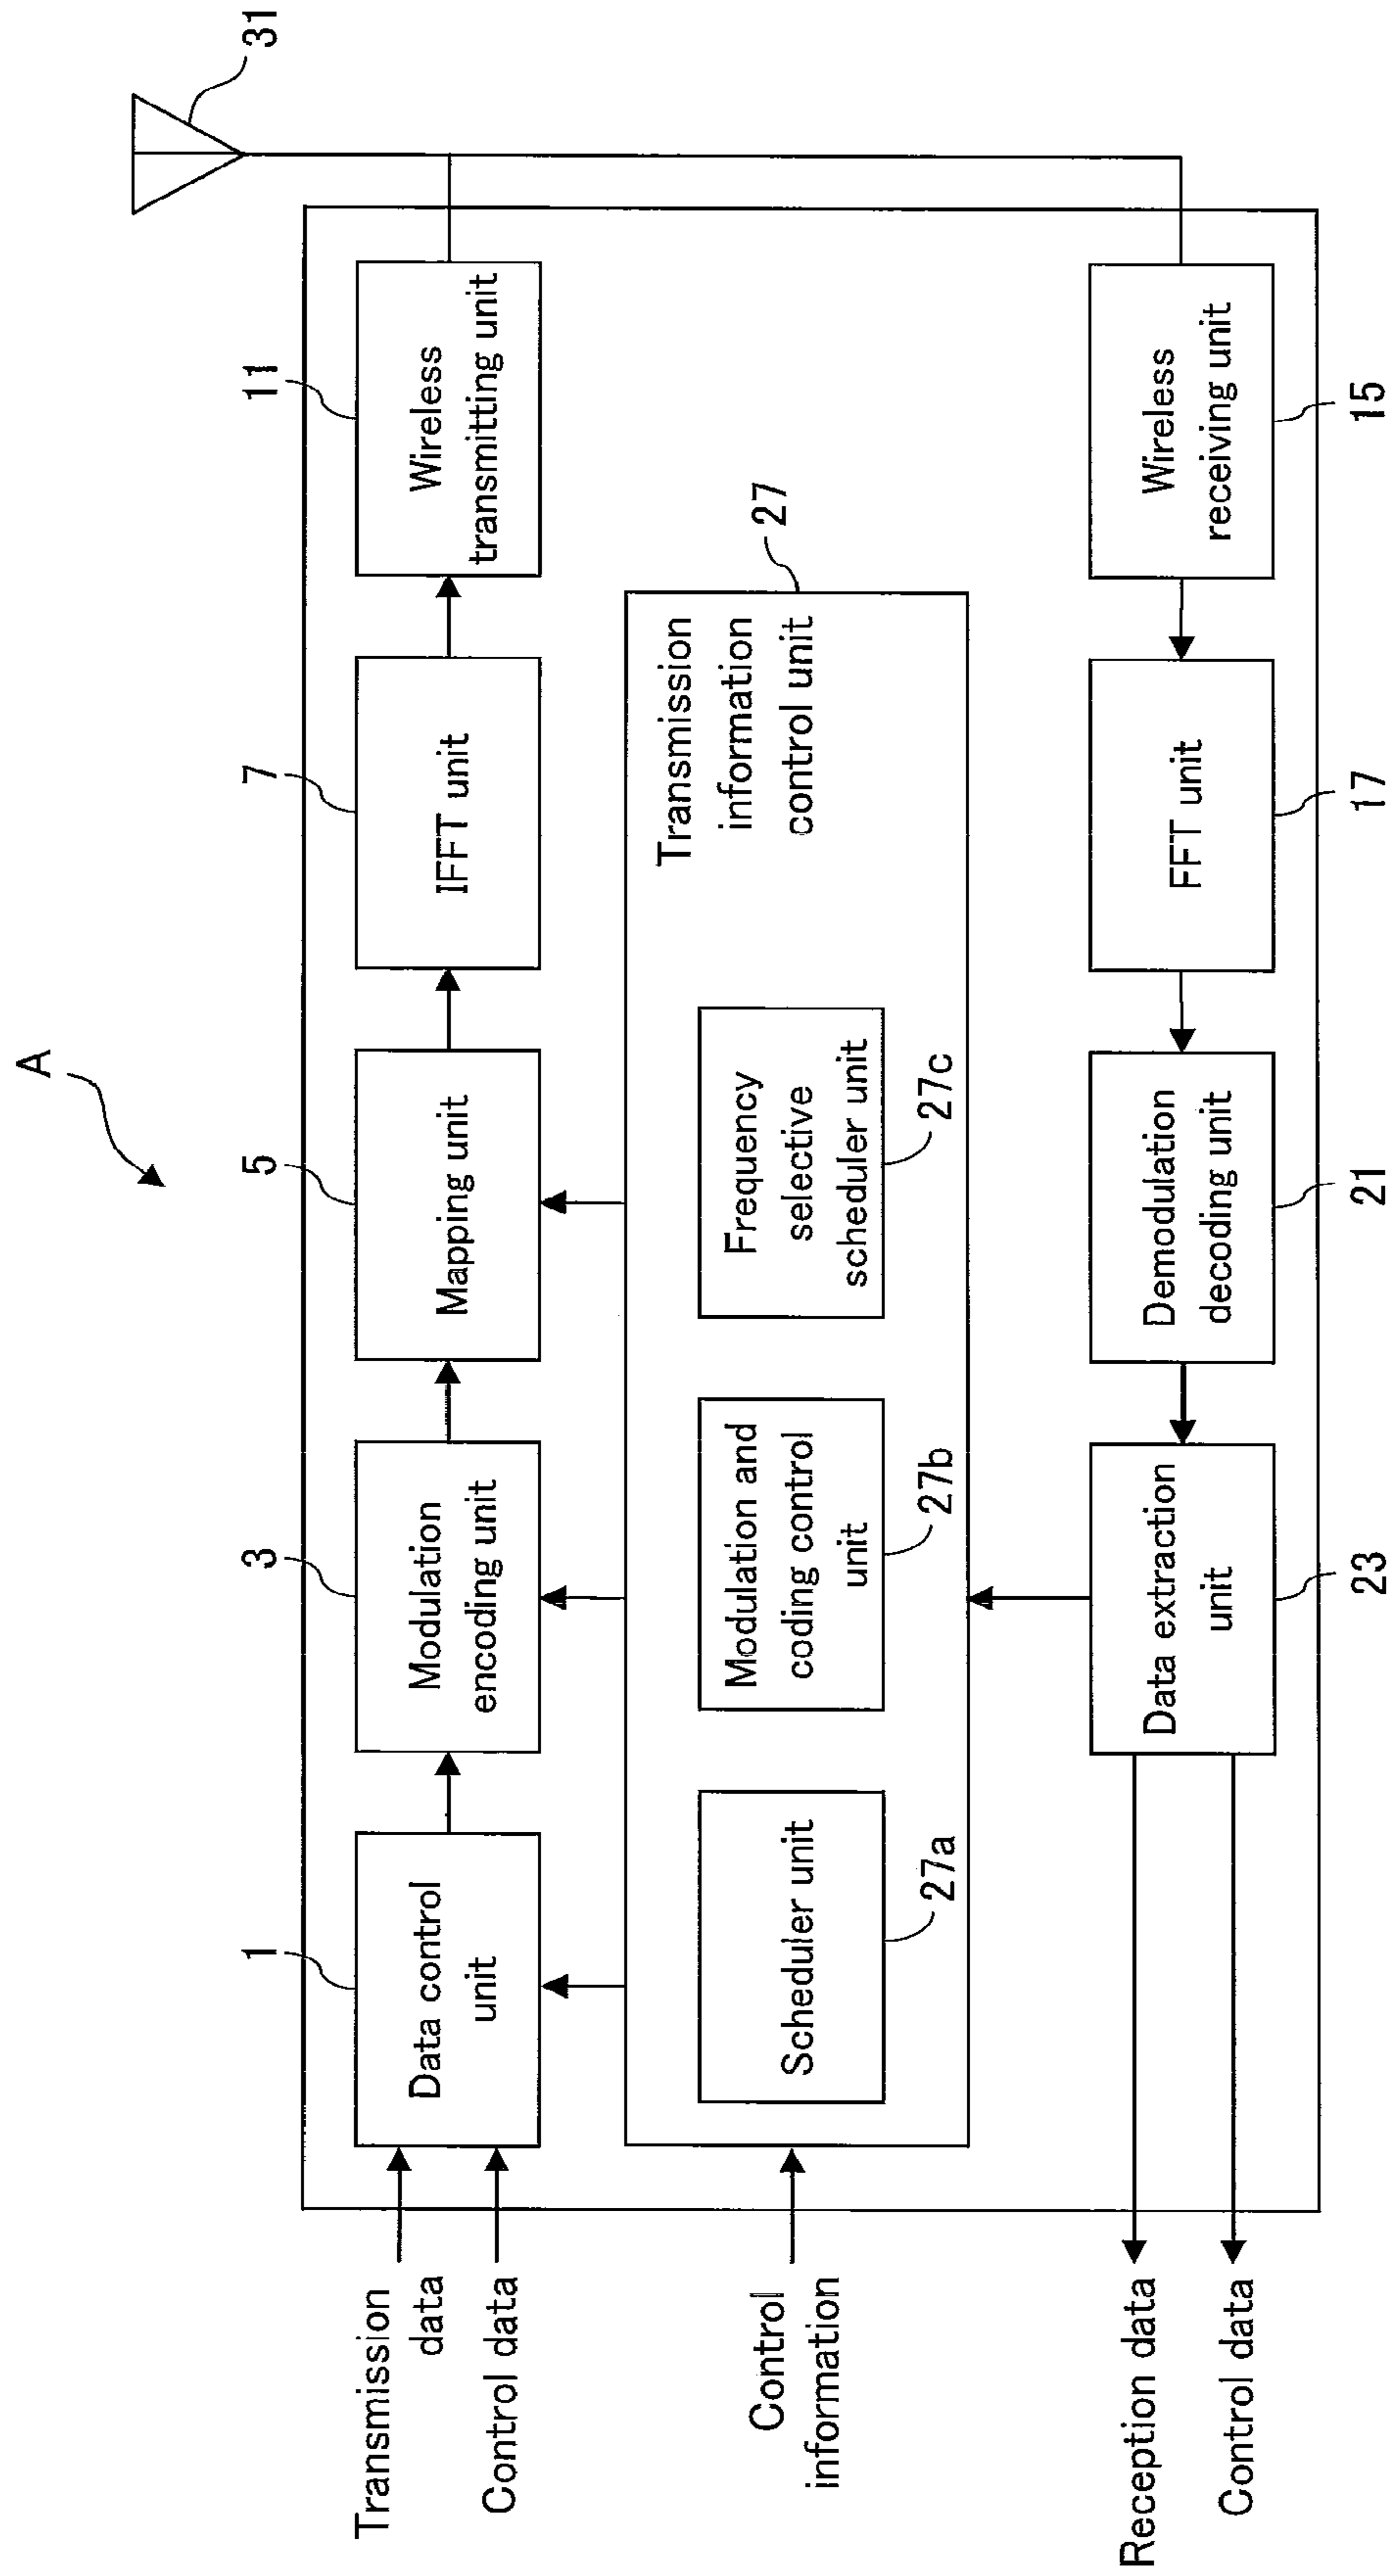 A
31
1
3
5
7
11
Transmission
data
Control data
Data control
unit
Modulation
encoding unit
Mapping unit
IFFT unit
Wireless
transmitting unit
27
Transmission
information
control unit
Control
information
Scheduler unit
27a
Modulation and
coding control
unit
27b
Frequency
selective
scheduler unit
27c
Reception data
Control data
Data extraction
unit
Demodulation
decoding unit
FFT unit
Wireless
receiving unit
23
21
17
15